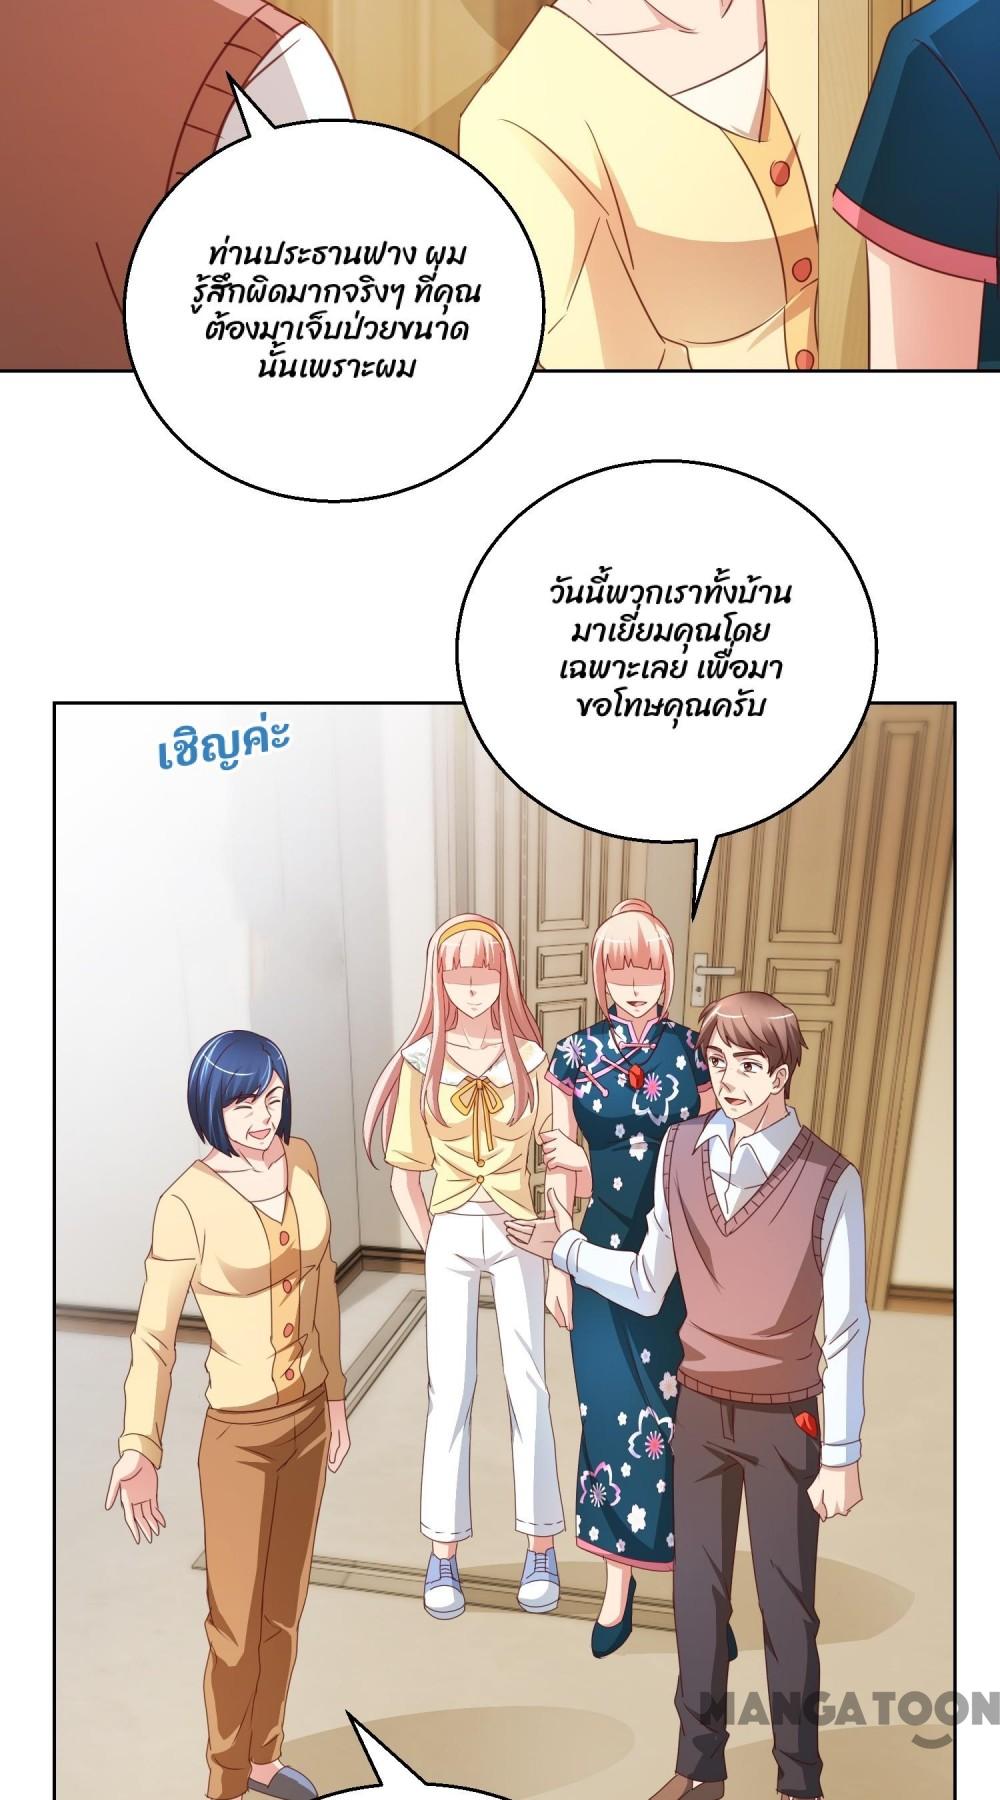 ท่านประธานฟาง ผม
รู้สึกผิดมากจริงๆ ที่คุณ
ต้องมาเจ็บป่วยขนาด
นั้นเพราะผม
วันนี้พวกเราทั้งบ้าน
มาเยี่ยมคุณโดย
เฉพาะเลย เพื่อมา
ขอโทษคุณครับ
เชิญค่ะ
MANGATOON